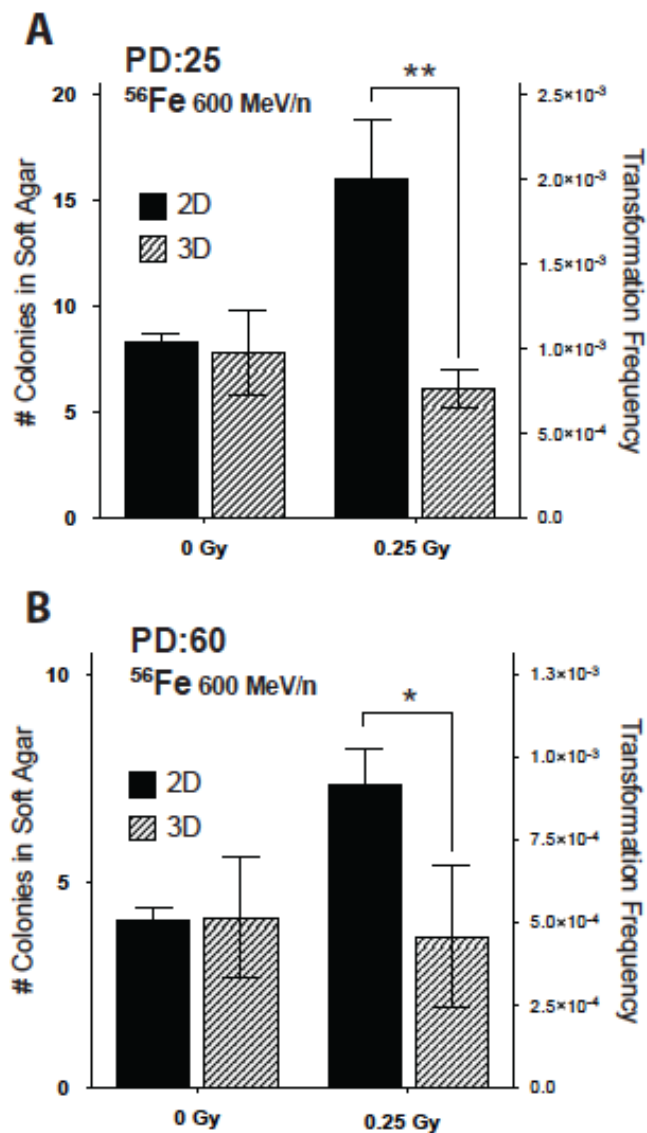 A
PD:25
⁵⁶Fe 600 MeV/n
**
# Colonies in Soft Agar
20
15
10
5
0
2D
3D
Transformation Frequency
2.5×10⁻³
2.0×10⁻³
1.5×10⁻³
1.0×10⁻³
5.0×10⁻⁴
0.0
0 Gy
0.25 Gy
B
PD:60
⁵⁶Fe 600 MeV/n
*
# Colonies in Soft Agar
10
5
0
2D
3D
Transformation Frequency
1.3×10⁻³
1.0×10⁻³
7.5×10⁻⁴
5.0×10⁻⁴
2.5×10⁻⁴
0.0
0 Gy
0.25 Gy